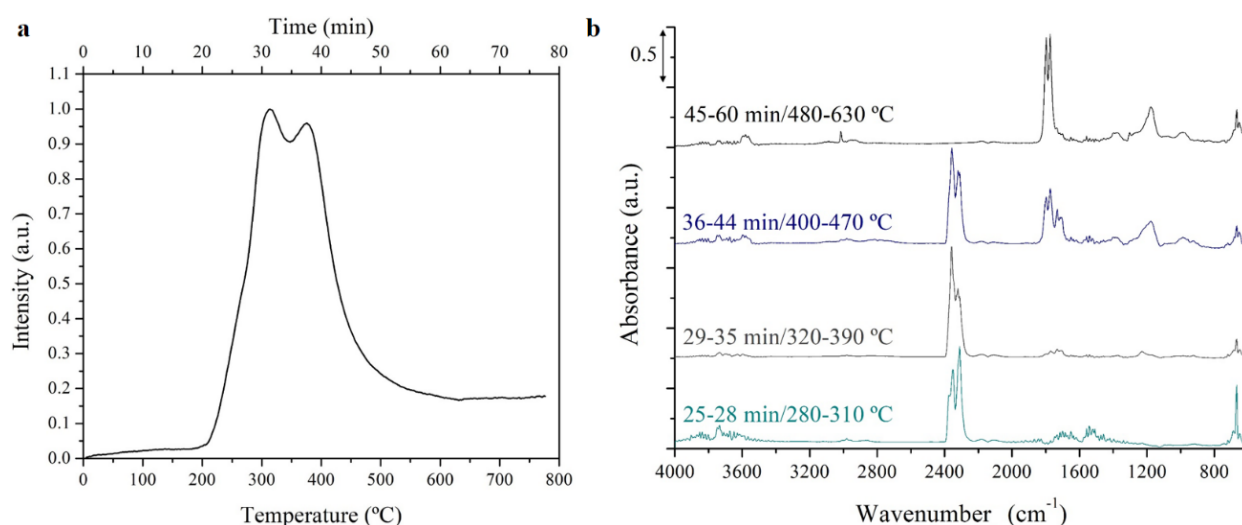 a
Time (min)
0 10 20 30 40 50 60 70 80
1.1
1.0
0.9
0.8
0.7
0.6
0.5
0.4
0.3
0.2
0.1
0.0
Intensity (a.u.)
0 100 200 300 400 500 600 700 800
Temperature (ºC)
b
0.5
45-60 min/480-630 ºC
36-44 min/400-470 ºC
29-35 min/320-390 ºC
25-28 min/280-310 ºC
Absorbance (a.u.)
4000 3600 3200 2800 2400 2000 1600 1200 800
Wavenumber (cm⁻¹)